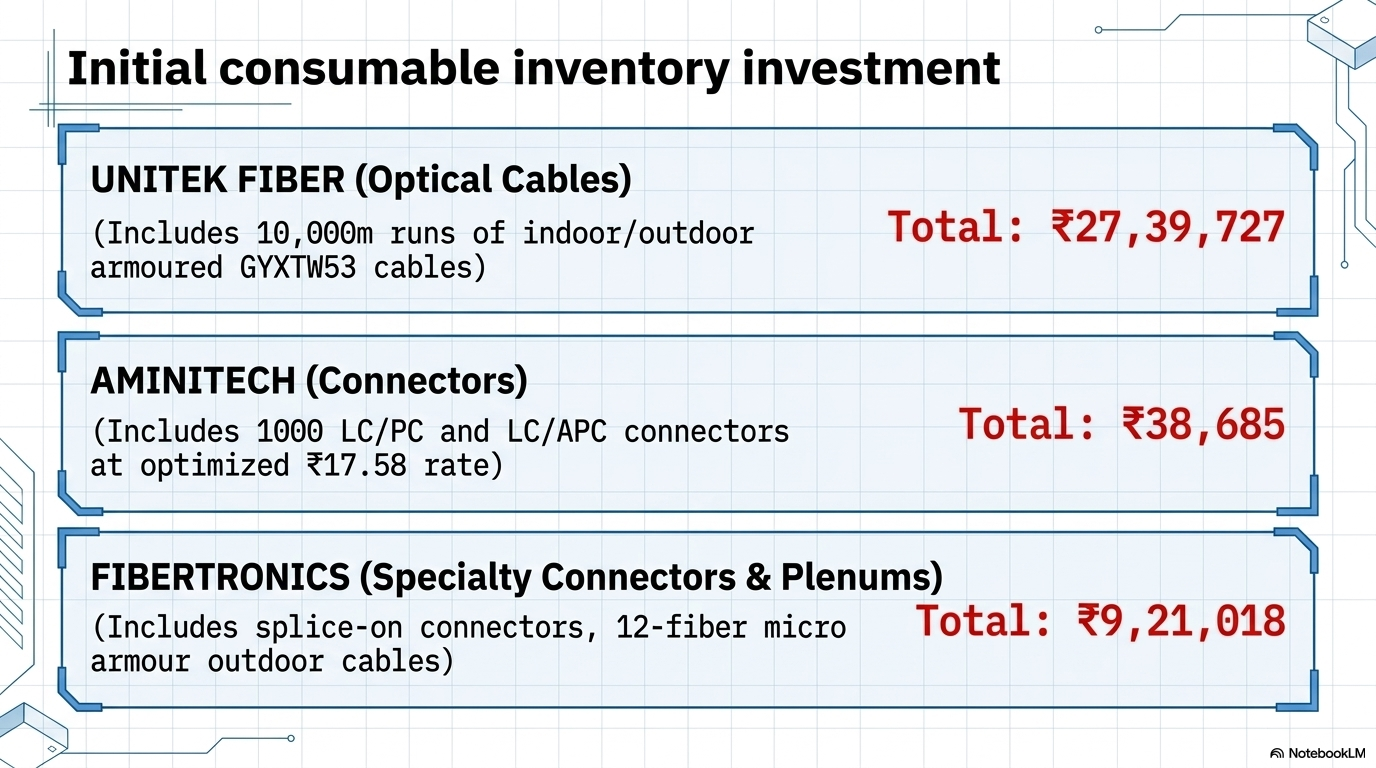 Initial consumable inventory investment
UNITEK FIBER (Optical Cables)
(Includes 10,000m runs of indoor/outdoor
armoured GYXTW53 cables)
Total: ₹27,39,727
AMINITECH (Connectors)
(Includes 1000 LC/PC and LC/APC connectors
at optimized ₹17.58 rate)
Total: ₹38,685
FIBERTRONICS (Specialty Connectors & Plenums)
(Includes splice-on connectors, 12-fiber micro
armour outdoor cables)
Total: ₹9,21,018
NotebookLM